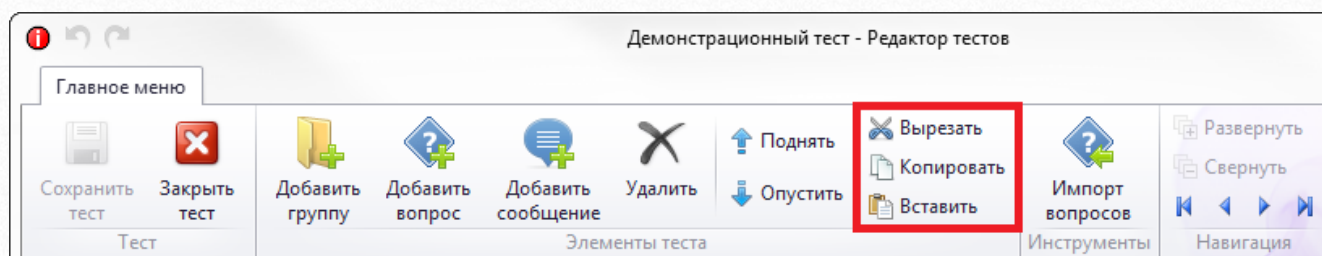 Демонстрационный тест - Редактор тестов
Главное меню
Сохранить тест
Закрыть тест
Добавить группу
Добавить вопрос
Добавить сообщение
Удалить
Поднять
Опустить
Вырезать
Копировать
Вставить
Импорт вопросов
Развернуть
Свернуть
Тест
Элементы теста
Инструменты
Навигация